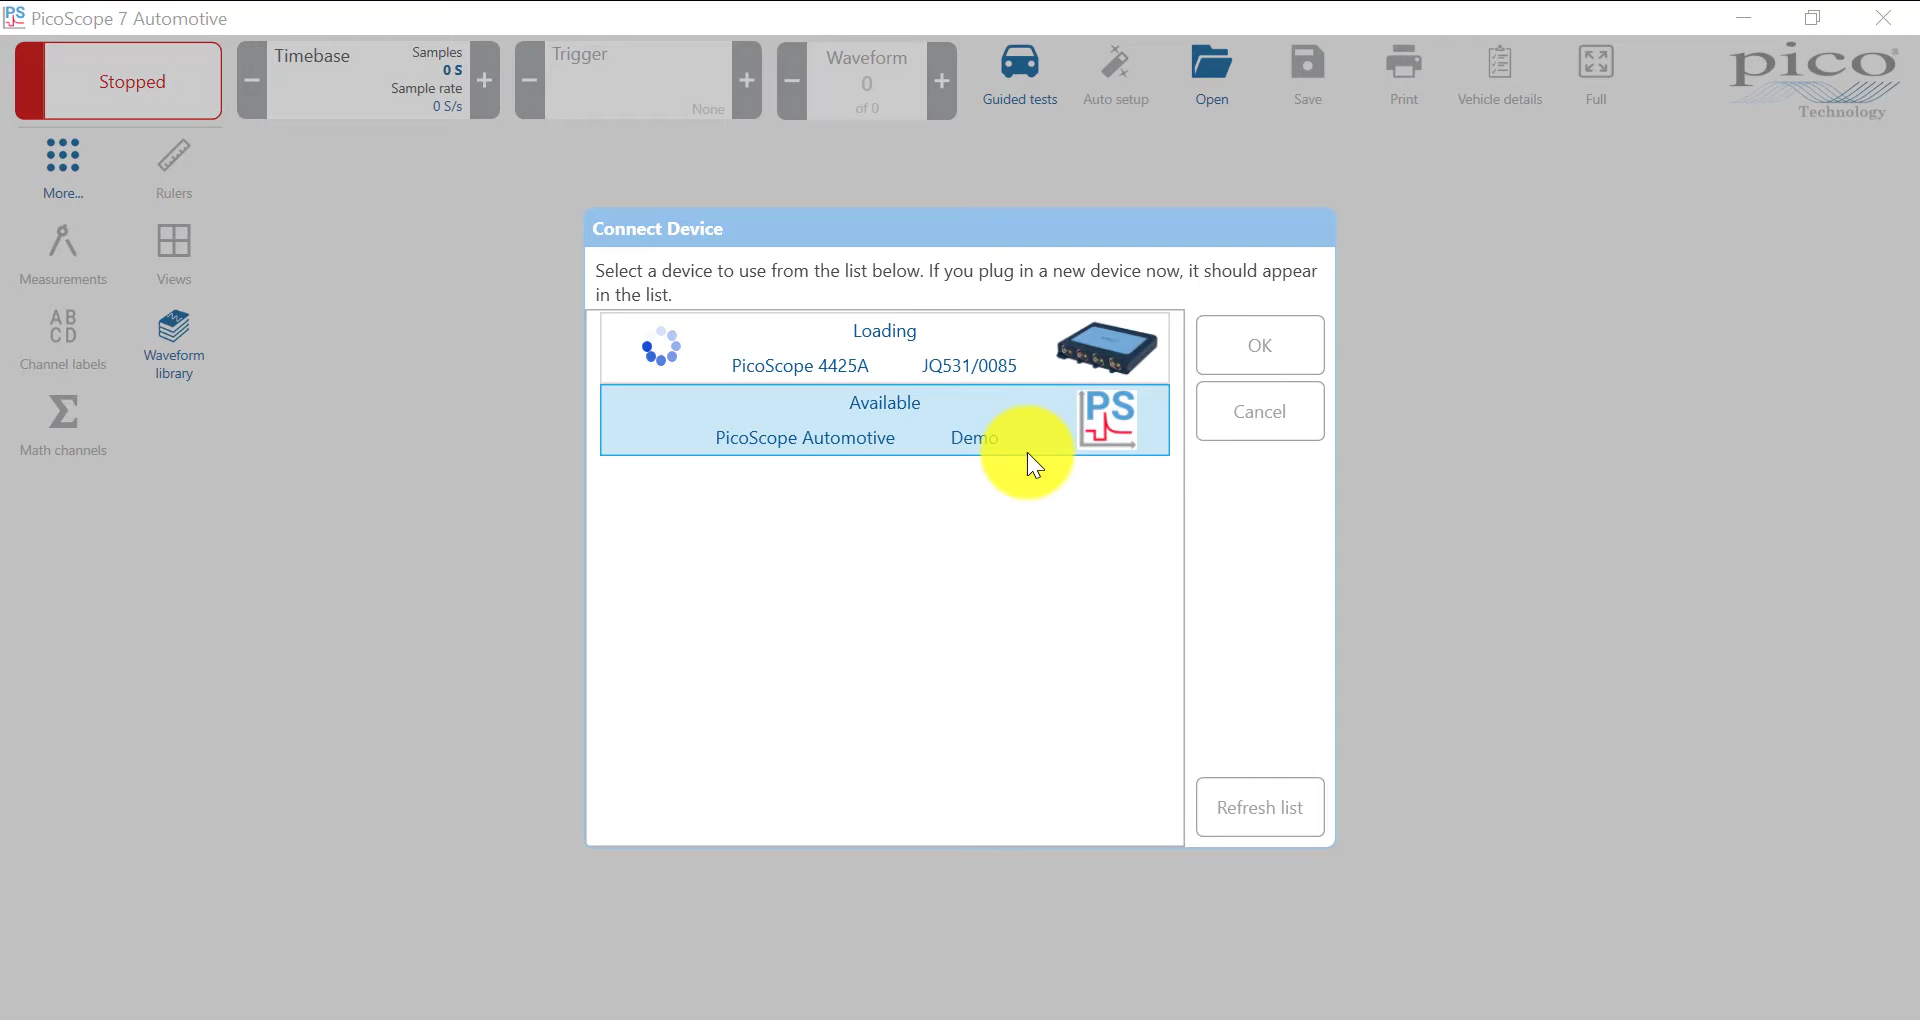 PS PicoScope 7 Automotive
Stopped
Timebase
Samples
0 S
Sample rate
0 S/s
Trigger
None
Waveform
0
of 0
Guided tests
Auto setup
Open
Save
Print
Vehicle details
Full
pico®
Technology
More...
Rulers
Measurements
Views
A B
C D
Channel labels
Waveform
library
Math channels
Connect Device
Select a device to use from the list below. If you plug in a new device now, it should appear
in the list.
Loading
PicoScope 4425A JQ531/0085
Available
PicoScope Automotive Demo
PS
OK
Cancel
Refresh list